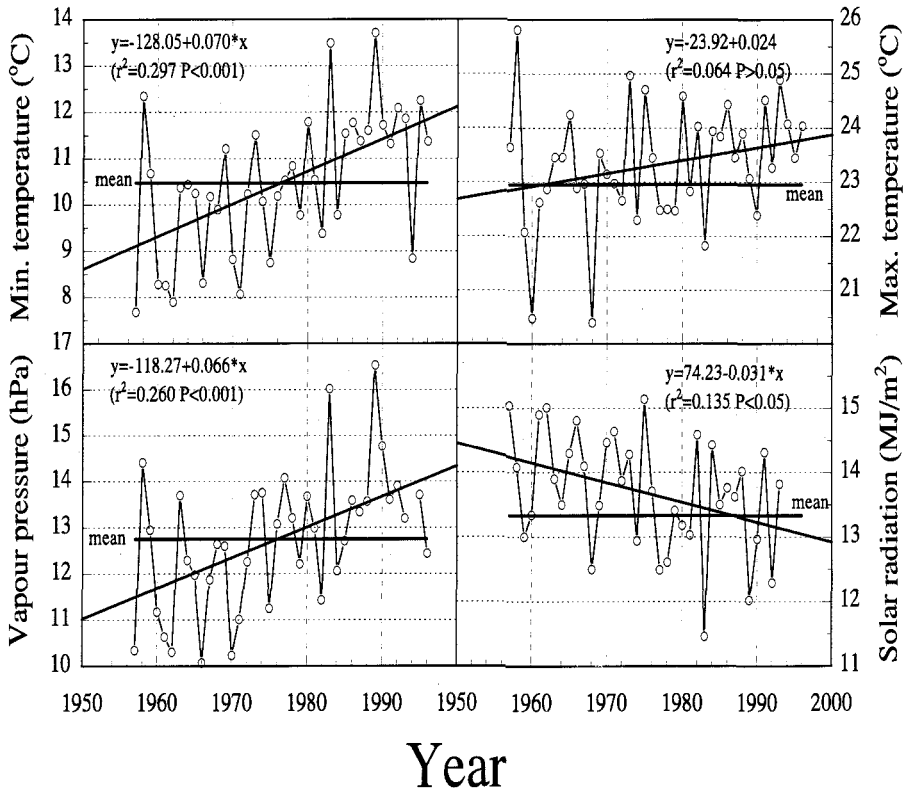 14
13
12
11
10
9
8
17
Min. temperature (°C)
y=-128.05+0.070*x
(r²=0.297 P<0.001)
mean
26
25
24
23
22
21
20
Max. temperature (°C)
y=-23.92+0.024
(r²=0.064 P>0.05)
mean
16
15
14
13
12
11
10
Vapour pressure (hPa)
y=-118.27+0.066*x
(r²=0.260 P<0.001)
mean
15
14
13
12
11
Solar radiation (MJ/m²)
y=74.23-0.031*x
(r²=0.135 P<0.05)
mean
1950 1960 1970 1980 1990 1950 1960 1970 1980 1990 2000
Year